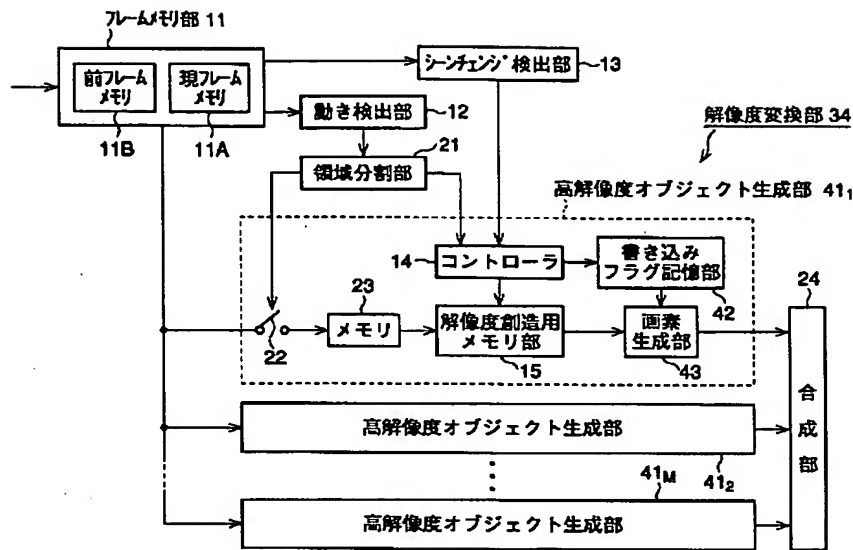 フレームメモリ部 11
前フレーム
メモリ
現フレーム
メモリ
11B
11A
シーンチェンジ検出部
13
動き検出部
12
解像度変換部 34
21
領域分割部
高解像度オブジェクト生成部 41₁
14
コントローラ
書き込み
フラグ記憶部
42
24
23
メモリ
22
解像度創造用
メモリ部
15
画素
生成部
43
合成部
高解像度オブジェクト生成部
41₂
41M
高解像度オブジェクト生成部